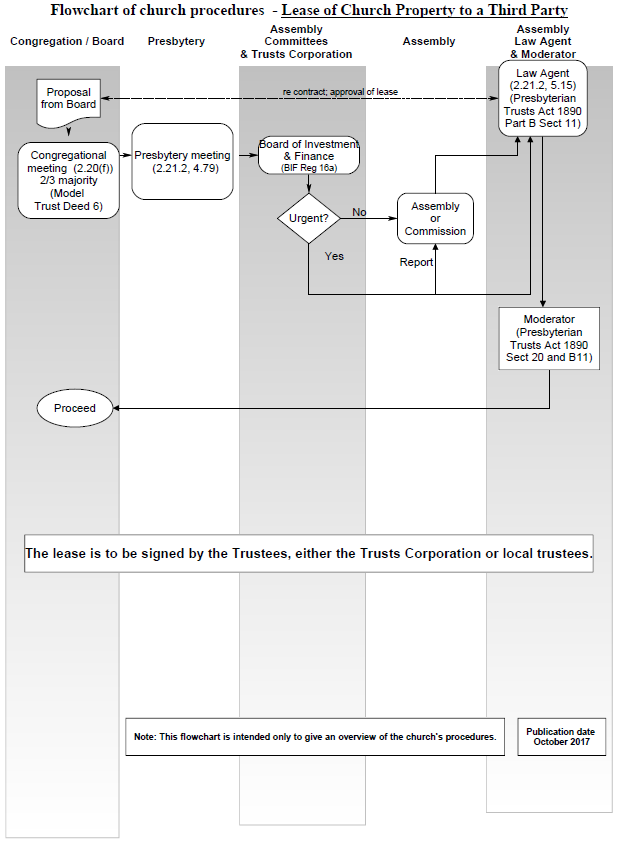 Flowchart of church procedures - Lease of Church Property to a Third Party
Congregation / Board
Presbytery
Assembly
Committees
& Trusts Corporation
Assembly
Assembly
Law Agent
& Moderator
Proposal
from Board
re contract; approval of lease
Law Agent
(2.21.2, 5.15)
(Presbyterian
Trusts Act 1890
Part B Sect 11)
Congregational
meeting (2.20(f))
2/3 majority
(Model
Trust Deed 6)
Presbytery meeting
(2.21.2, 4.79)
Board of Investment
& Finance
(BIF Reg 16a)
Urgent?
No
Yes
Assembly
or
Commission
Report
Moderator
(Presbyterian
Trusts Act 1890
Sect 20 and B11)
Proceed
The lease is to be signed by the Trustees, either the Trusts Corporation or local trustees.
Note: This flowchart is intended only to give an overview of the church's procedures.
Publication date
October 2017